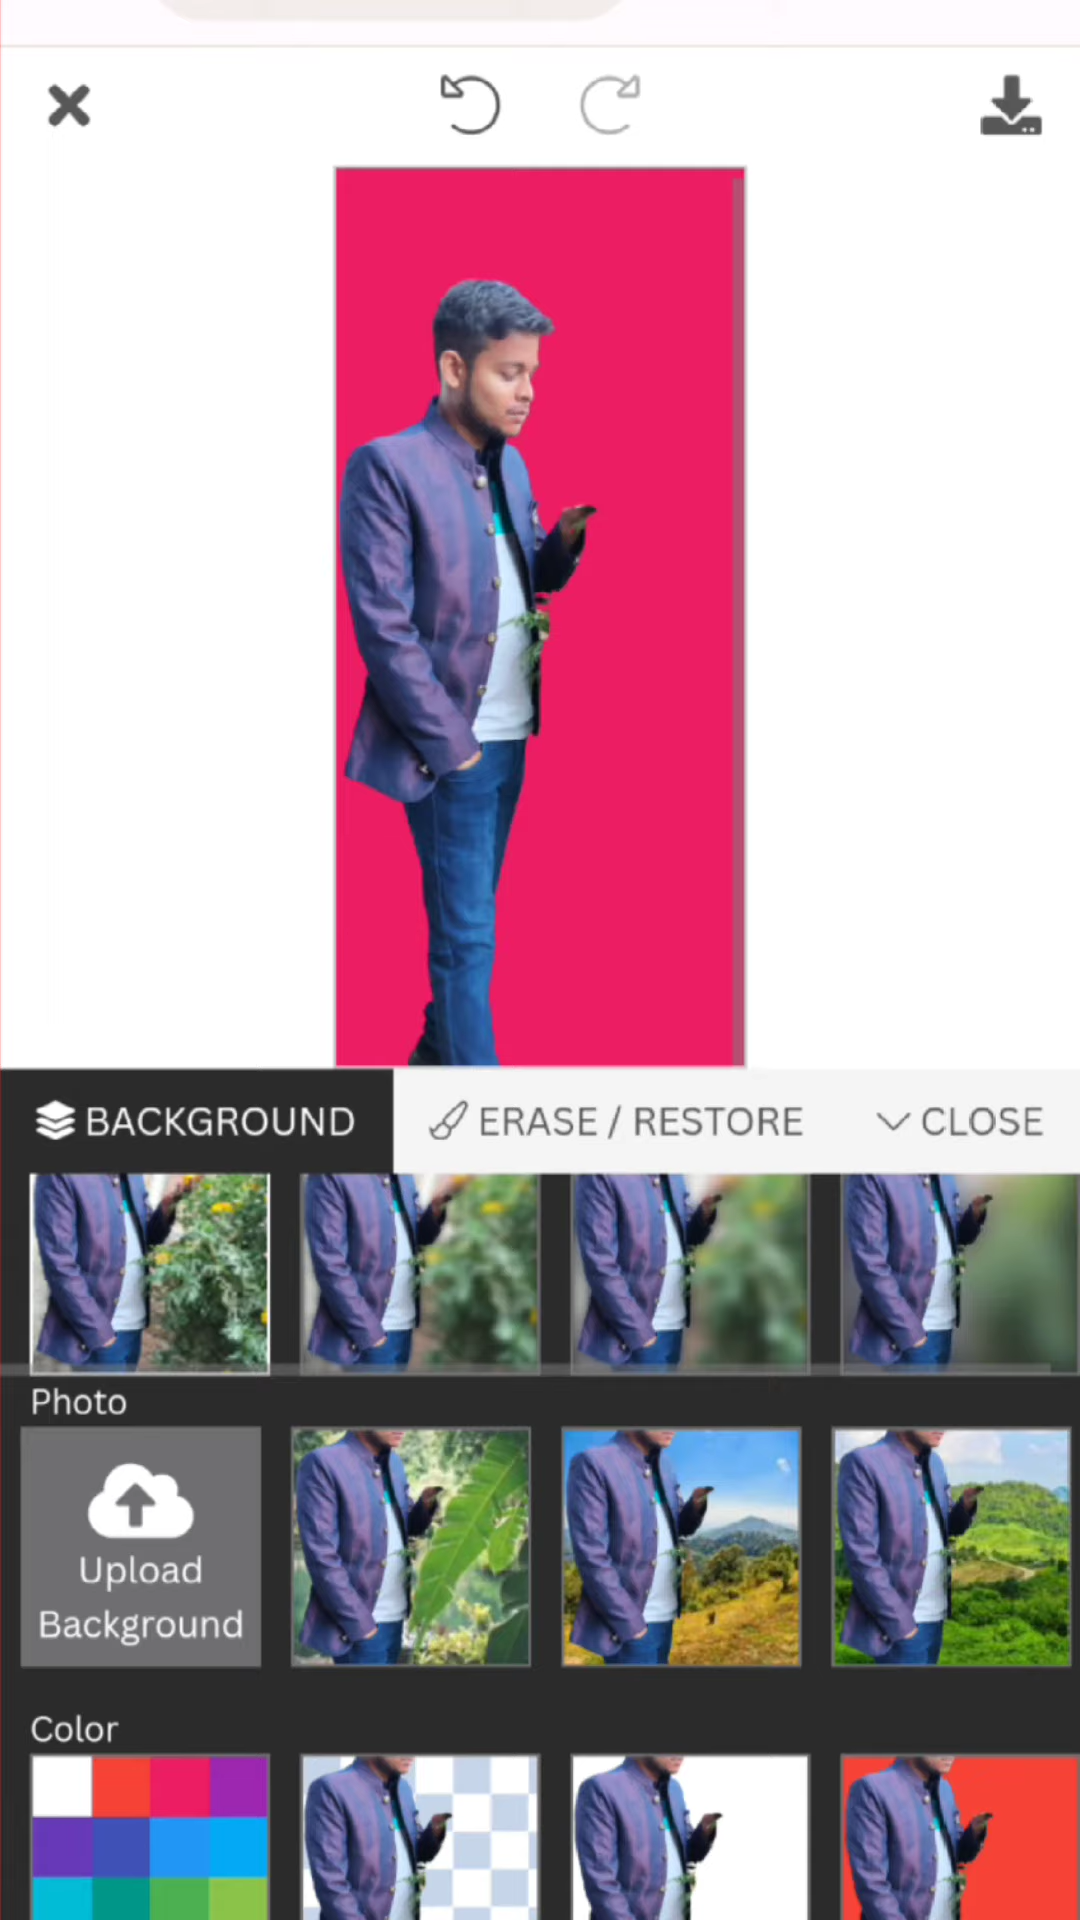 BACKGROUND
ERASE / RESTORE
CLOSE
Photo
Upload
Background
Color